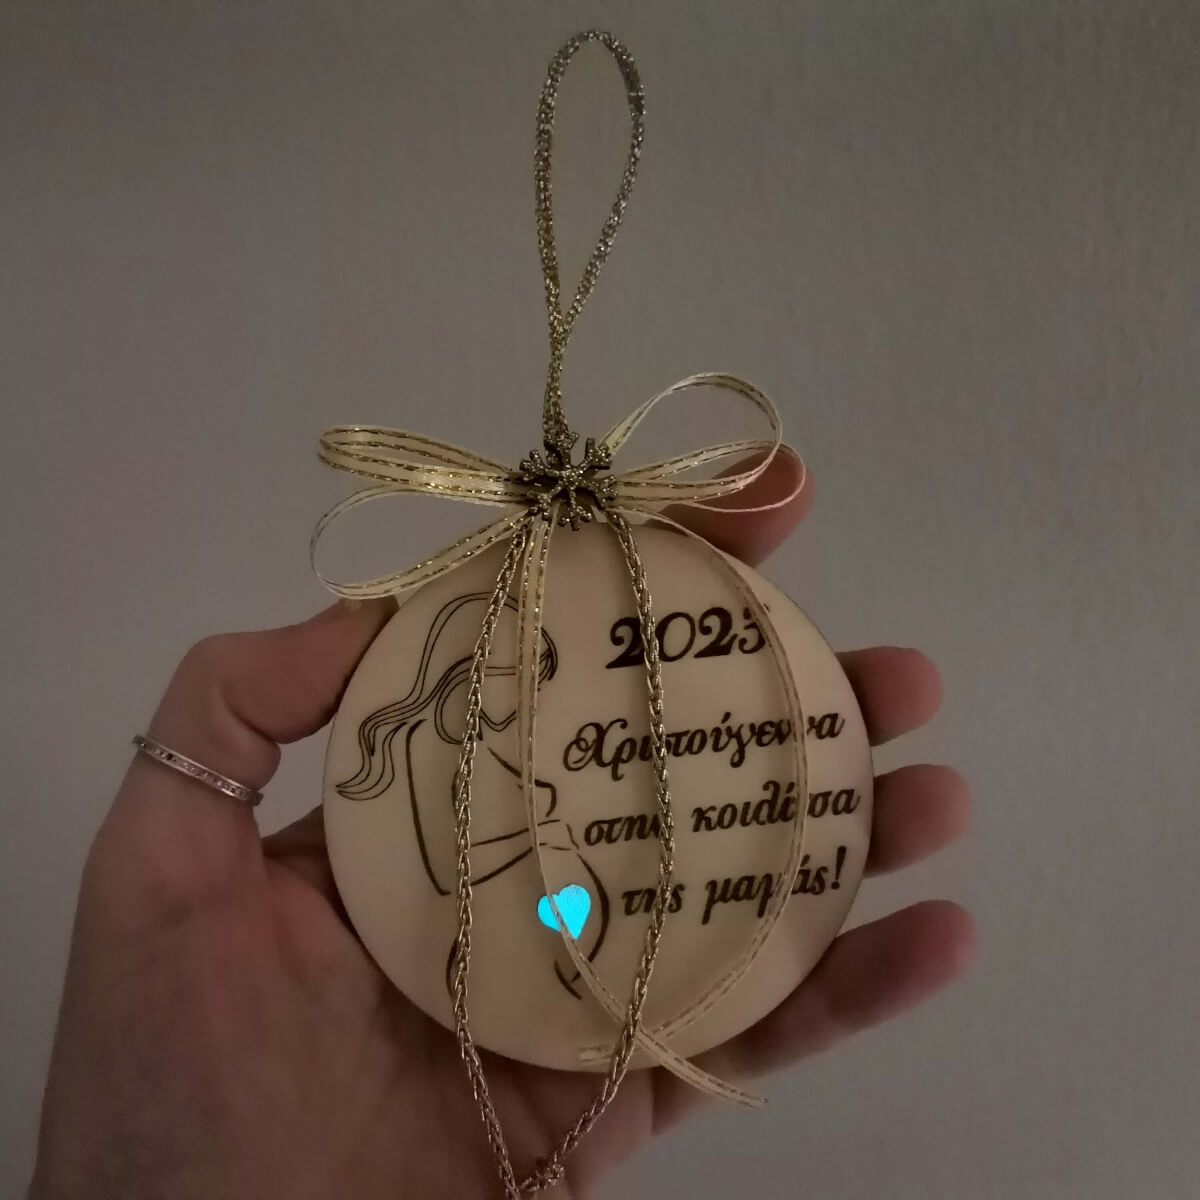 2023
Χριστούγεννα
στην κοιλίτσα
της μαμάς!